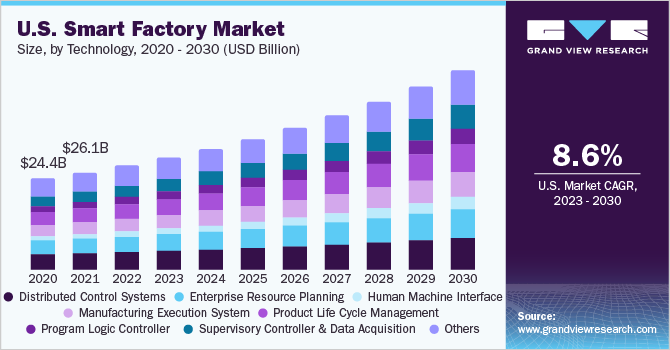 U.S. Smart Factory Market
Size, by Technology, 2020 - 2030 (USD Billion)
$24.4B
$26.1B
2020 2021 2022 2023 2024 2025 2026 2027 2028 2029 2030
Distributed Control Systems Enterprise Resource Planning Human Machine Interface
Manufacturing Execution System Product Life Cycle Management
Program Logic Controller Supervisory Controller & Data Acquisition Others
GRAND VIEW RESEARCH
8.6%
U.S. Market CAGR,
2023 - 2030
Source:
www.grandviewresearch.com